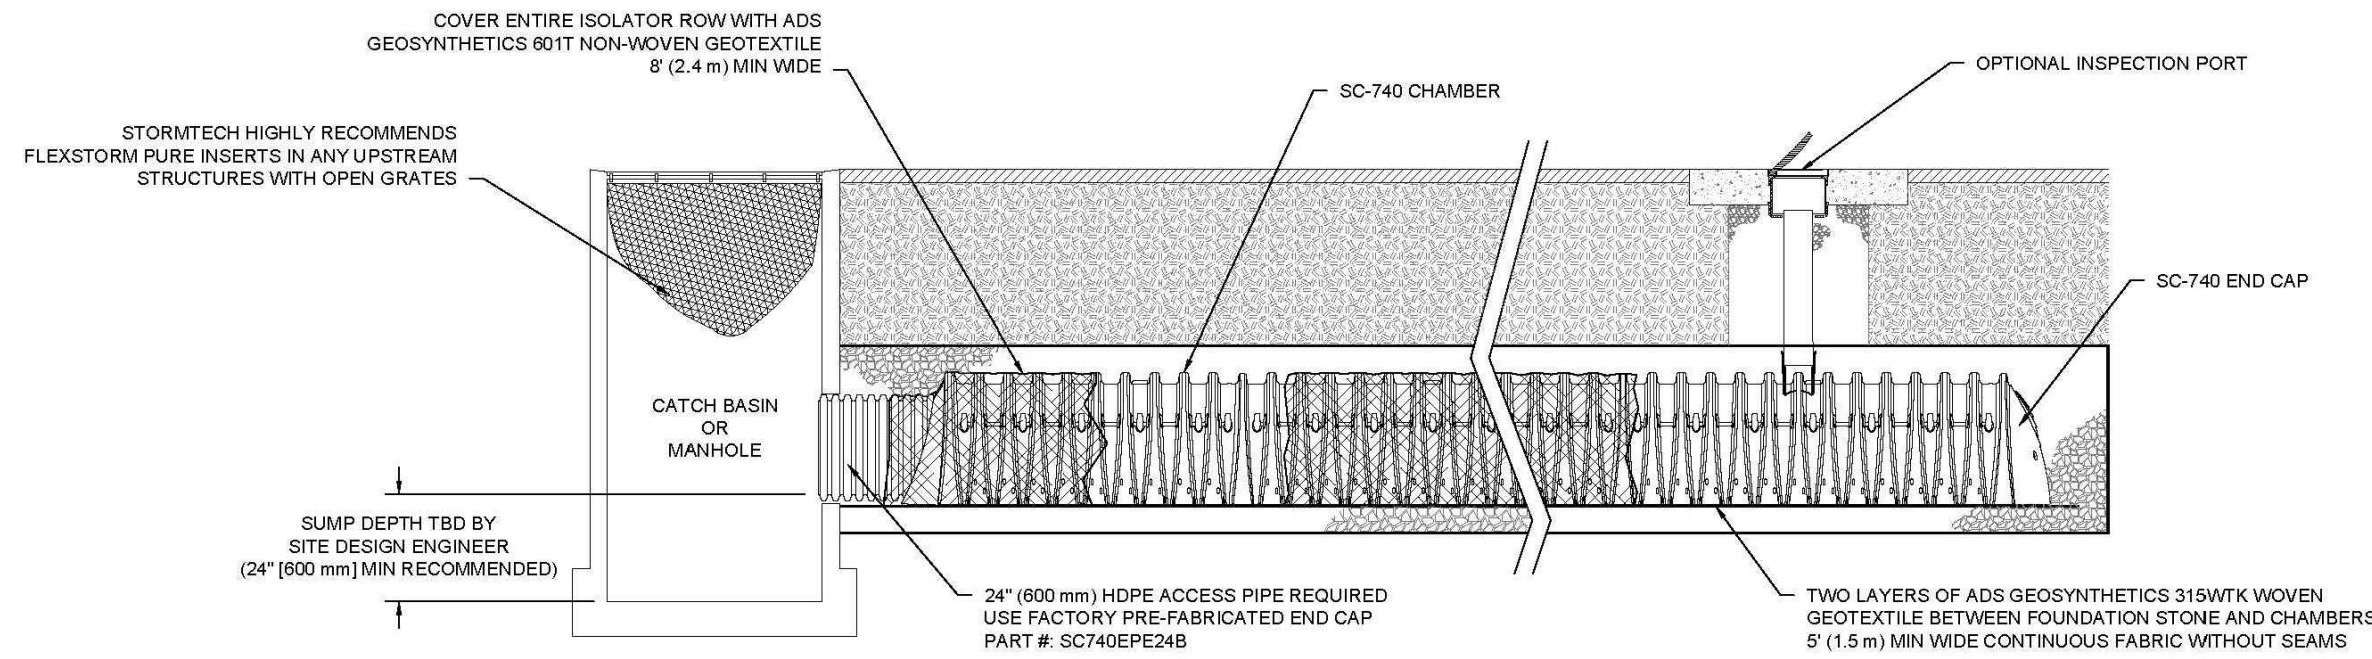 COVER ENTIRE ISOLATOR ROW WITH ADS
GEOSYNTHETICS 601T NON-WOVEN GEOTEXTILE
8' (2.4 m) MIN WIDE
STORMTECH HIGHLY RECOMMENDS
FLEXSTORM PURE INSERTS IN ANY UPSTREAM
STRUCTURES WITH OPEN GRATES
SC-740 CHAMBER
OPTIONAL INSPECTION PORT
SC-740 END CAP
CATCH BASIN
OR
MANHOLE
SUMP DEPTH TBD BY
SITE DESIGN ENGINEER
(24" [600 mm] MIN RECOMMENDED)
24" (600 mm) HDPE ACCESS PIPE REQUIRED
USE FACTORY PRE-FABRICATED END CAP
PART #: SC740EPE24B
TWO LAYERS OF ADS GEOSYNTHETICS 315WTK WOVEN
GEOTEXTILE BETWEEN FOUNDATION STONE AND CHAMBERS
5' (1.5 m) MIN WIDE CONTINUOUS FABRIC WITHOUT SEAMS